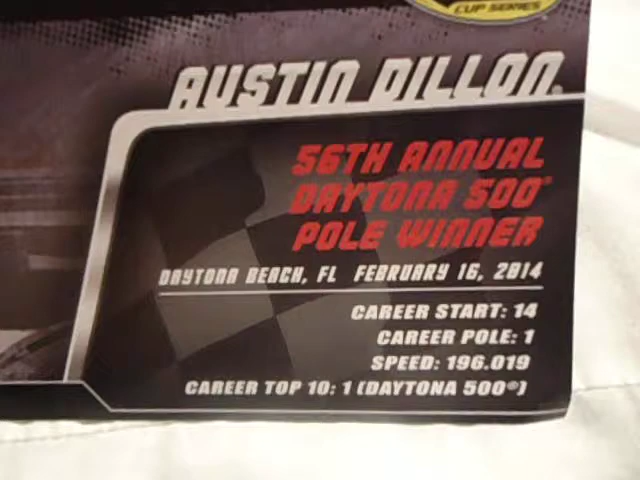 CUP SERIES
AUSTIN DILLON®
56TH ANNUAL
DAYTONA 500®
POLE WINNER
DAYTONA BEACH, FL FEBRUARY 16, 2014
CAREER START: 14
CAREER POLE: 1
SPEED: 196.019
CAREER TOP 10: 1 (DAYTONA 500®)